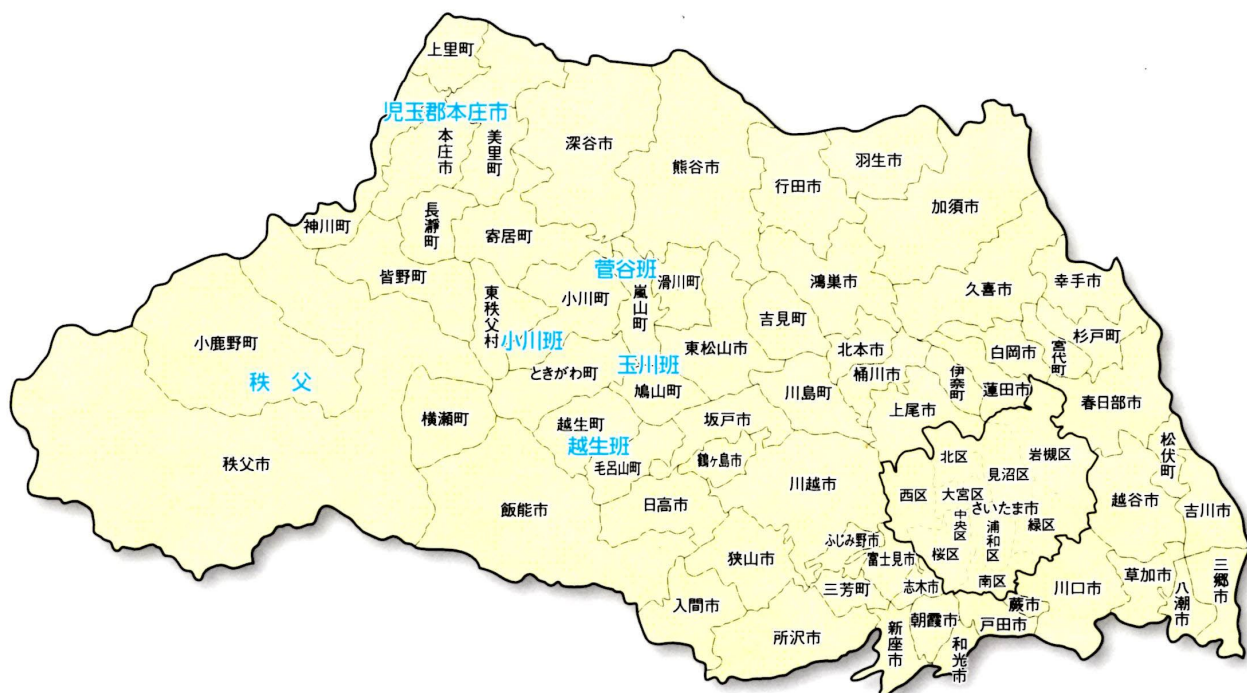 上里町
児玉郡本庄市
本庄市
美里町
深谷市
熊谷市
行田市
羽生市
加須市
神川町
長瀞町
寄居町
皆野町
東秩父村
小川町
菅谷班
嵐山町
滑川町
吉見町
鴻巣市
久喜市
幸手市
小鹿野町
秩 父
小川班
ときがわ町
玉川班
東松山市
鳩山町
川島町
北本市
桶川市
伊奈町
白岡市
宮代町
杉戸町
蓮田市
上尾市
春日部市
横瀬町
越生町
越生班
毛呂山町
坂戸市
鶴ヶ島市
秩父市
飯能市
日高市
川越市
北区
岩槻区
見沼区
西区
大宮区
さいたま市
中央区
浦和区
緑区
桜区
南区
松伏町
越谷市
吉川市
狭山市
ふじみ野市
富士見市
三芳町
志木市
入間市
所沢市
新座市
朝霞市
和光市
戸田市
蕨市
川口市
草加市
八潮市
三郷市